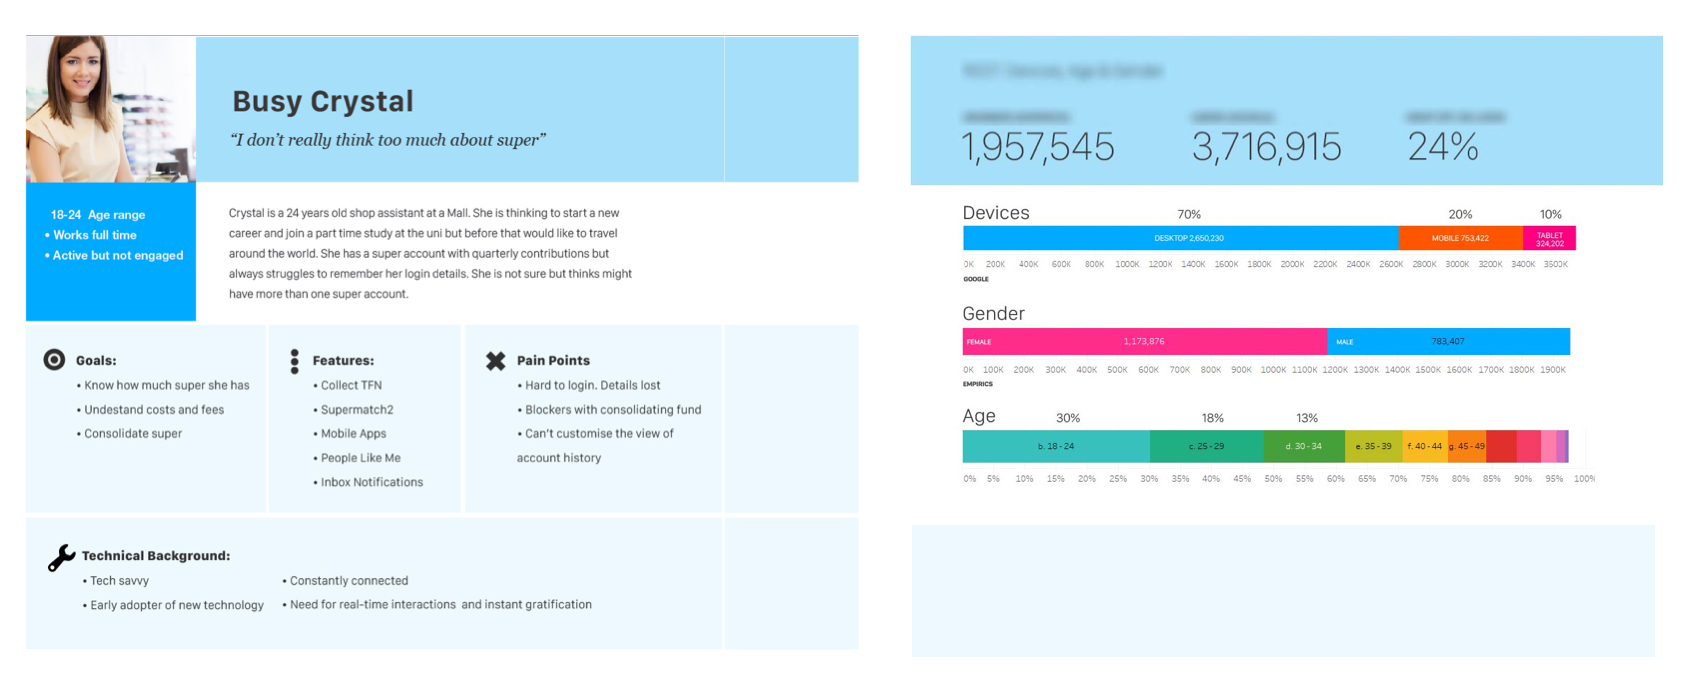 Busy Crystal
“I don’t really think too much about super”
18-24 Age range
• Works full time
• Active but not engaged
Crystal is a 24 years old shop assistant at a Mall. She is thinking to start a new
career and join a part time study at the uni but before that would like to travel
around the world. She has a super account with quarterly contributions but
always struggles to remember her login details. She is not sure but thinks might
have more than one super account.
Goals:
• Know how much super she has
• Undestand costs and fees
• Consolidate super
Features:
• Collect TFN
• Supermatch2
• Mobile Apps
• People Like Me
• Inbox Notifications
Pain Points
• Hard to login. Details lost
• Blockers with consolidating fund
• Can’t customise the view of
account history
Technical Background:
• Tech savvy
• Early adopter of new technology
• Constantly connected
• Need for real-time interactions and instant gratification
Devices, Age & Gender
1,957,545 3,716,915 24%
Devices 70% 20% 10%
DESKTOP 2,650,230 MOBILE 753,422 TABLET
324,202
0K 200K 400K 600K 800K 1000K 1200K 1400K 1600K 1800K 2000K 2200K 2400K 2600K 2800K 3000K 3200K 3400K 3500K
GOOGLE
Gender
FEMALE 1,173,876 MALE 783,407
0K 100K 200K 300K 400K 500K 600K 700K 800K 900K 1000K 1100K 1200K 1300K 1400K 1500K 1600K 1700K 1800K 1900K
EMPIRICS
Age 30% 18% 13%
b. 18 - 24 c. 25 - 29 d. 30 - 34 e. 35 - 39 f. 40 - 44 g. 45 - 49
0% 5% 10% 15% 20% 25% 30% 35% 40% 45% 50% 55% 60% 65% 70% 75% 80% 85% 90% 95% 100%